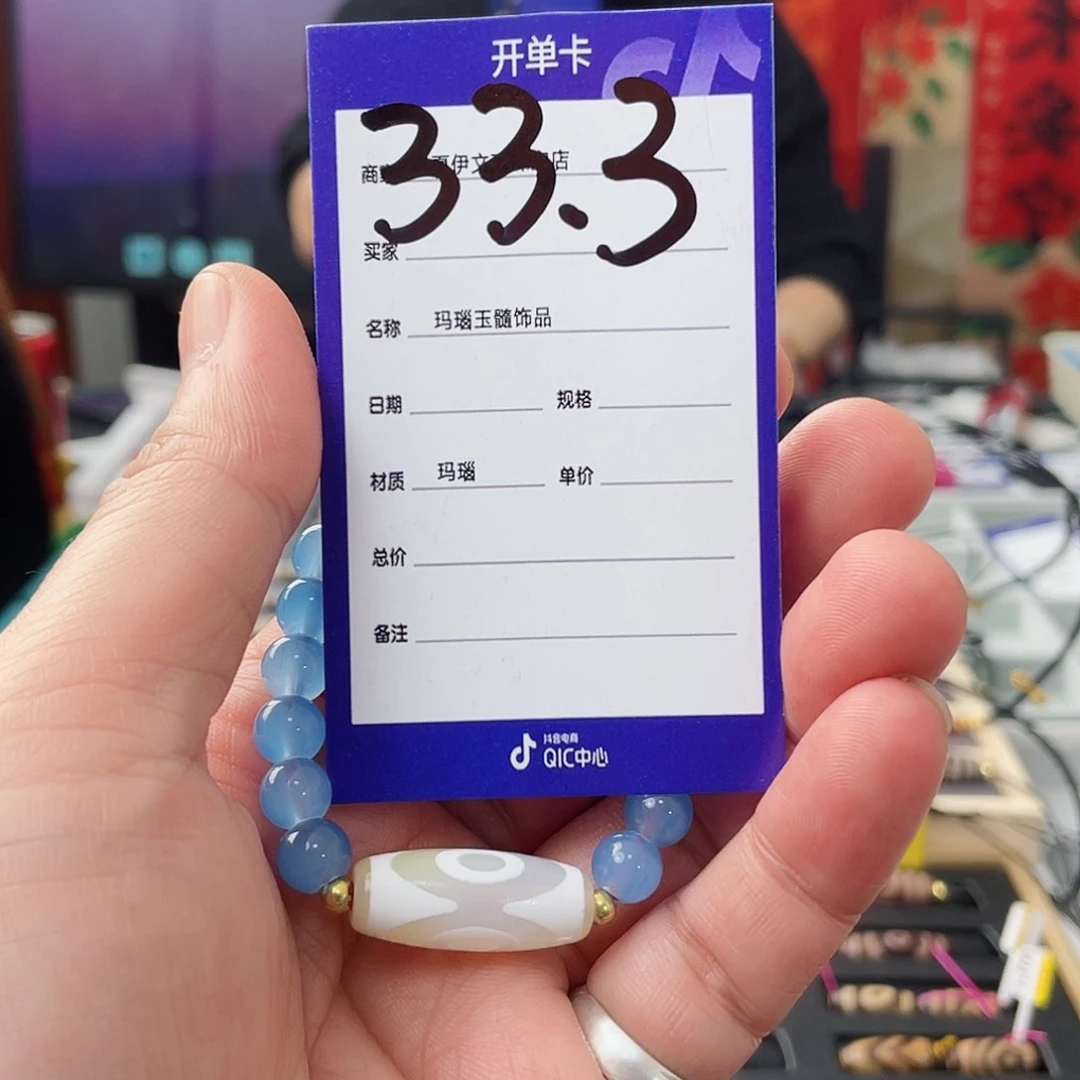 开单卡
33.3
商家 伊文 店
买家
名称 玛瑙玉髓饰品
日期 规格
材质 玛瑙 单价
总价
备注
抖音电商
QIC中心